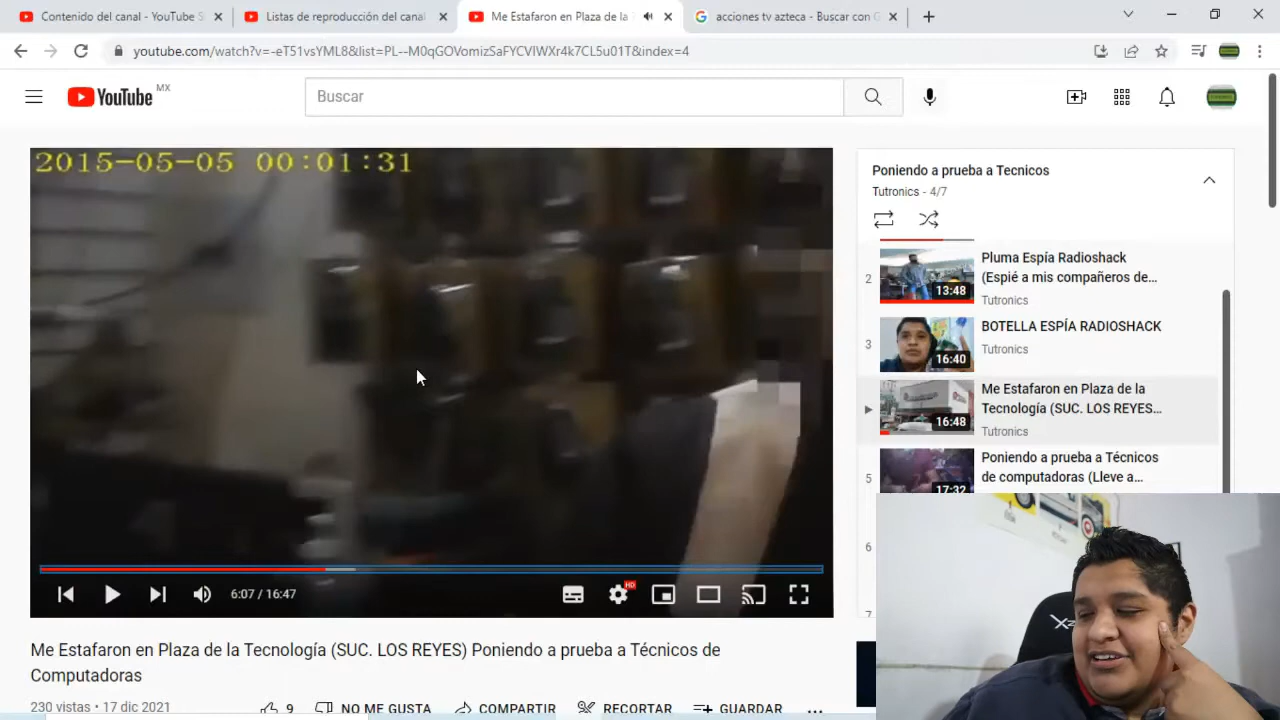 Contenido del canal - YouTube S
Listas de reproducción del canal
Me Estafaron en Plaza de la
acciones tv azteca - Buscar con G
youtube.com/watch?v=-eT51vsYML8&list=PL--M0qGOVomizSaFYCVIWXr4k7CL5u01T&index=4
YouTube MX
Buscar
2015-05-05 00:01:31
Poniendo a prueba a Tecnicos
Tutronics - 4/7
2
13:48
Pluma Espía Radioshack
(Espié a mis compañeros de...
Tutronics
3
16:40
BOTELLA ESPÍA RADIOSHACK
Tutronics
16:48
Me Estafaron en Plaza de la
Tecnología (SUC. LOS REYES...
Tutronics
5
17:32
Poniendo a prueba a Técnicos
de computadoras (Lleve a...
6
7
6:07 / 16:47
HD
Me Estafaron en Plaza de la Tecnología (SUC. LOS REYES) Poniendo a prueba a Técnicos de
Computadoras
230 vistas • 17 dic 2021
9
NO ME GUSTA
COMPARTIR
RECORTAR
GUARDAR
...